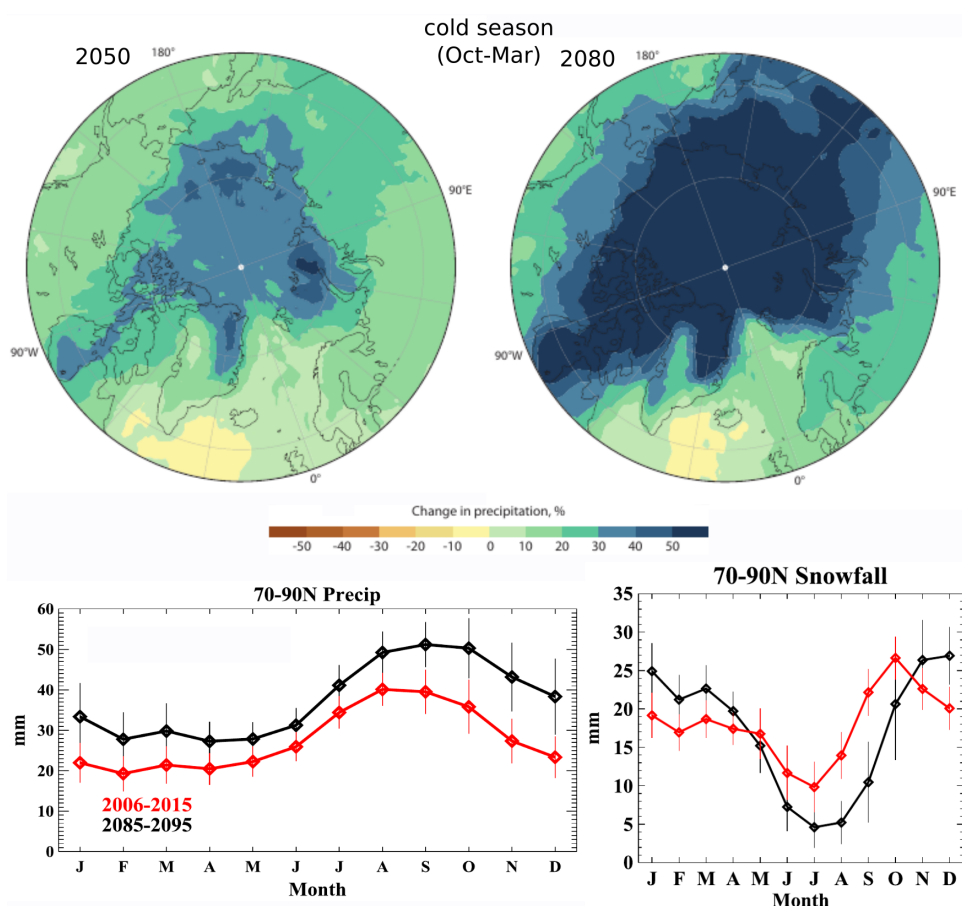 cold season
(Oct-Mar)
2050
2080
180°
90°E
90°W
0°
180°
90°E
90°W
0°
Change in precipitation, %
-50 -40 -30 -20 -10 0 10 20 30 40 50
70-90N Precip
60
50
40
30
20
10
0
mm
2006-2015
2085-2095
J F M A M J J A S O N D
Month
70-90N Snowfall
35
30
25
20
15
10
5
0
mm
J F M A M J J A S O N D
Month